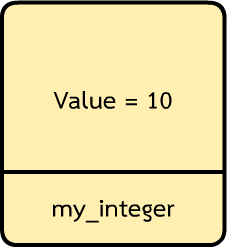 Value = 10
my_integer